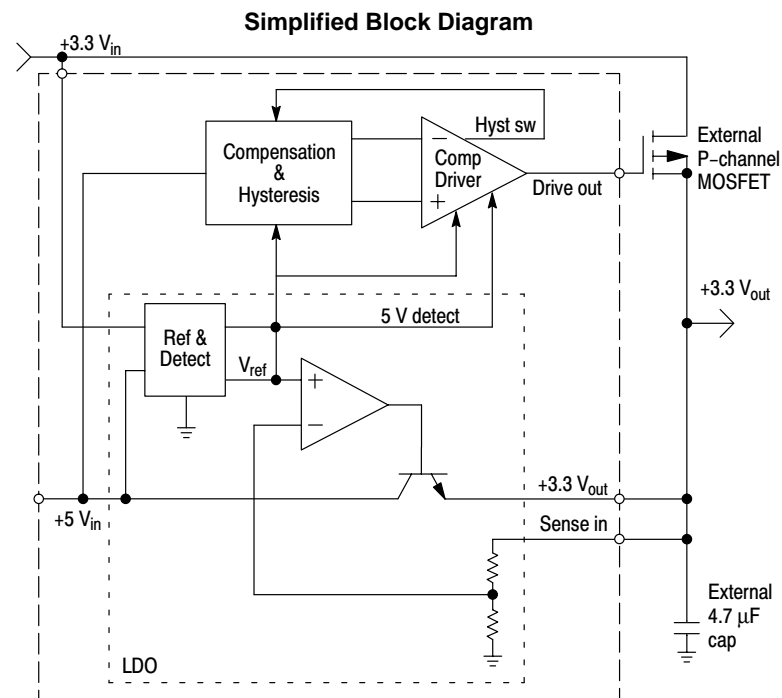 Simplified Block Diagram
+3.3 Vin
Hyst sw
Compensation
&
Hysteresis
−
Comp
Driver
+
Drive out
External
P−channel
MOSFET
+3.3 Vout
5 V detect
Ref &
Detect
Vref
+
−
+3.3 Vout
+5 Vin
Sense in
External
4.7 μF
cap
LDO